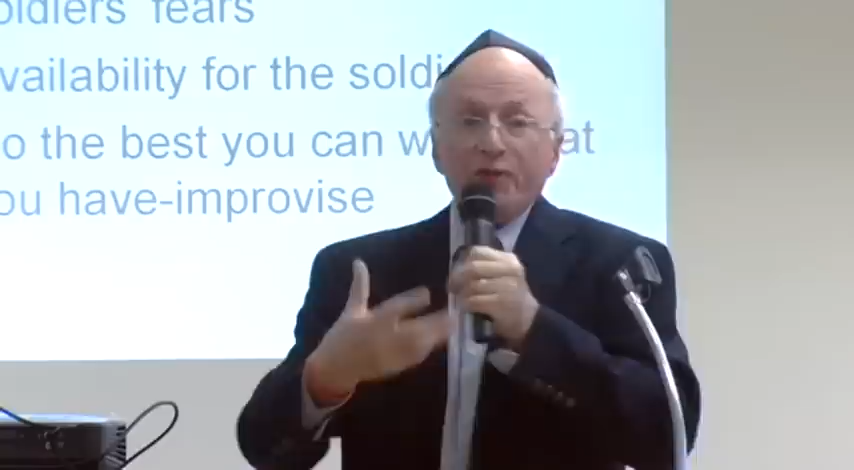 oldiers' fears
vailability for the soldi
o the best you can w at
ou have-improvise